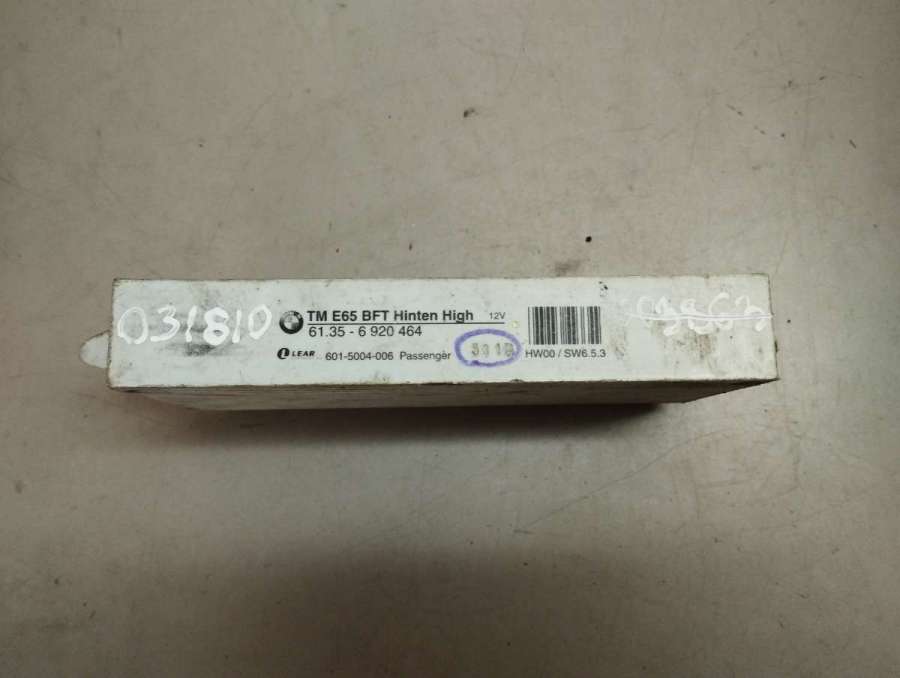 031810
TM E65 BFT Hinten High 12V
61.35 - 6 920 464
LEAR 601-5004-006 Passenger
HW00 / SW6.5.3